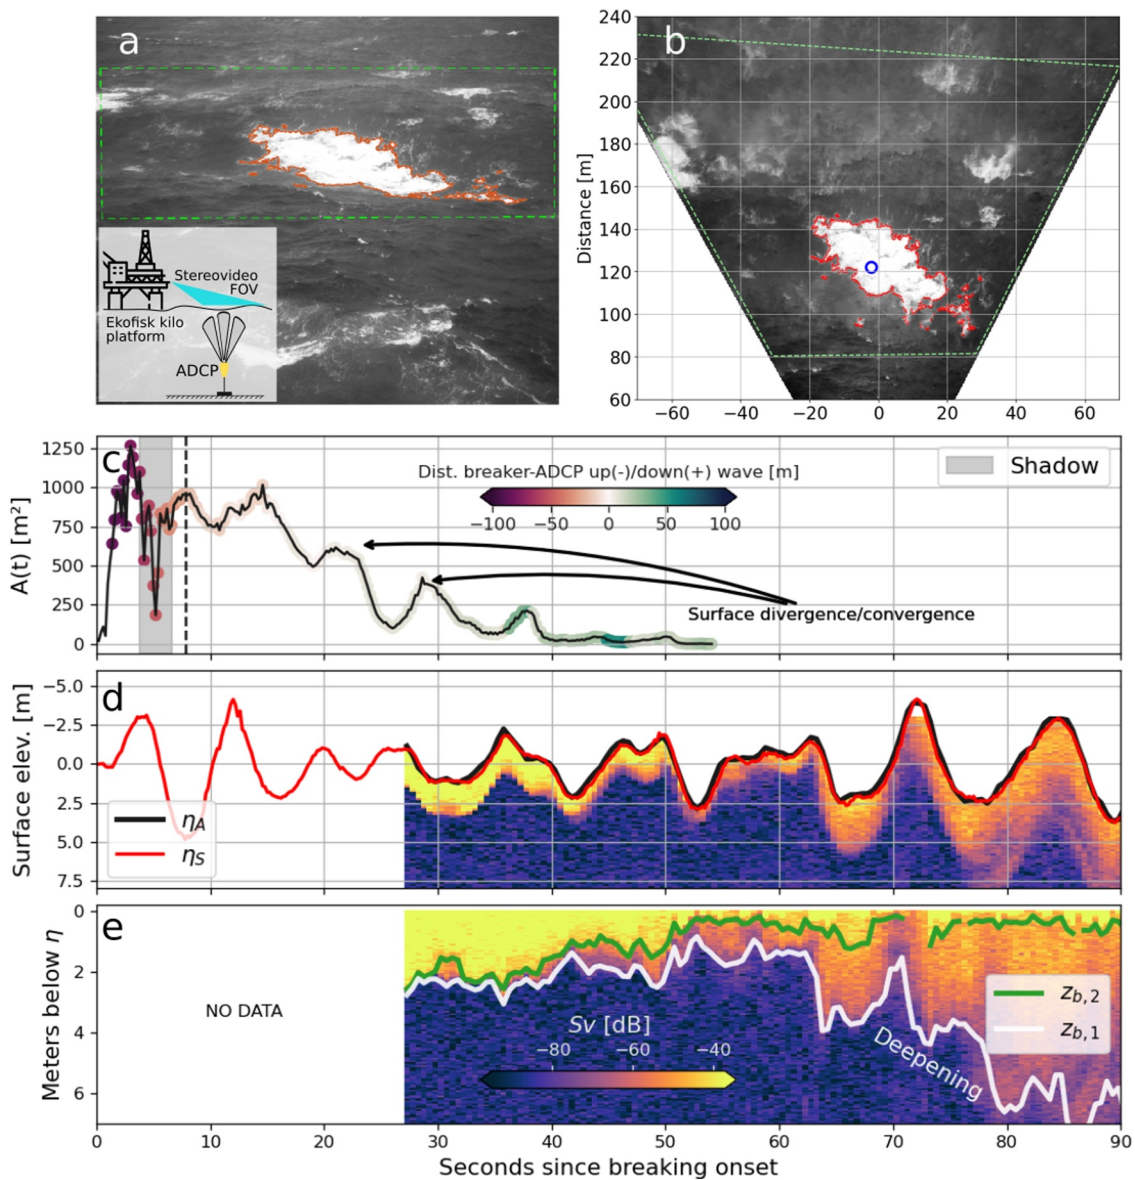 a
Stereovideo
FOV
Ekofisk kilo
platform
ADCP
b
240
220
200
180
160
140
120
100
80
60
Distance [m]
−60 −40 −20 0 20 40 60
c
1250
1000
750
500
250
0
A(t) [m²]
Dist. breaker-ADCP up(-)/down(+) wave [m]
−100 −50 0 50 100
Shadow
Surface divergence/convergence
d
−5.0
−2.5
0.0
2.5
5.0
7.5
Surface elev. [m]
ηA
ηS
e
0
2
4
6
Meters below η
NO DATA
Sv [dB]
−80 −60 −40
Deepening
zb,2
zb,1
0 10 20 30 40 50 60 70 80 90
Seconds since breaking onset